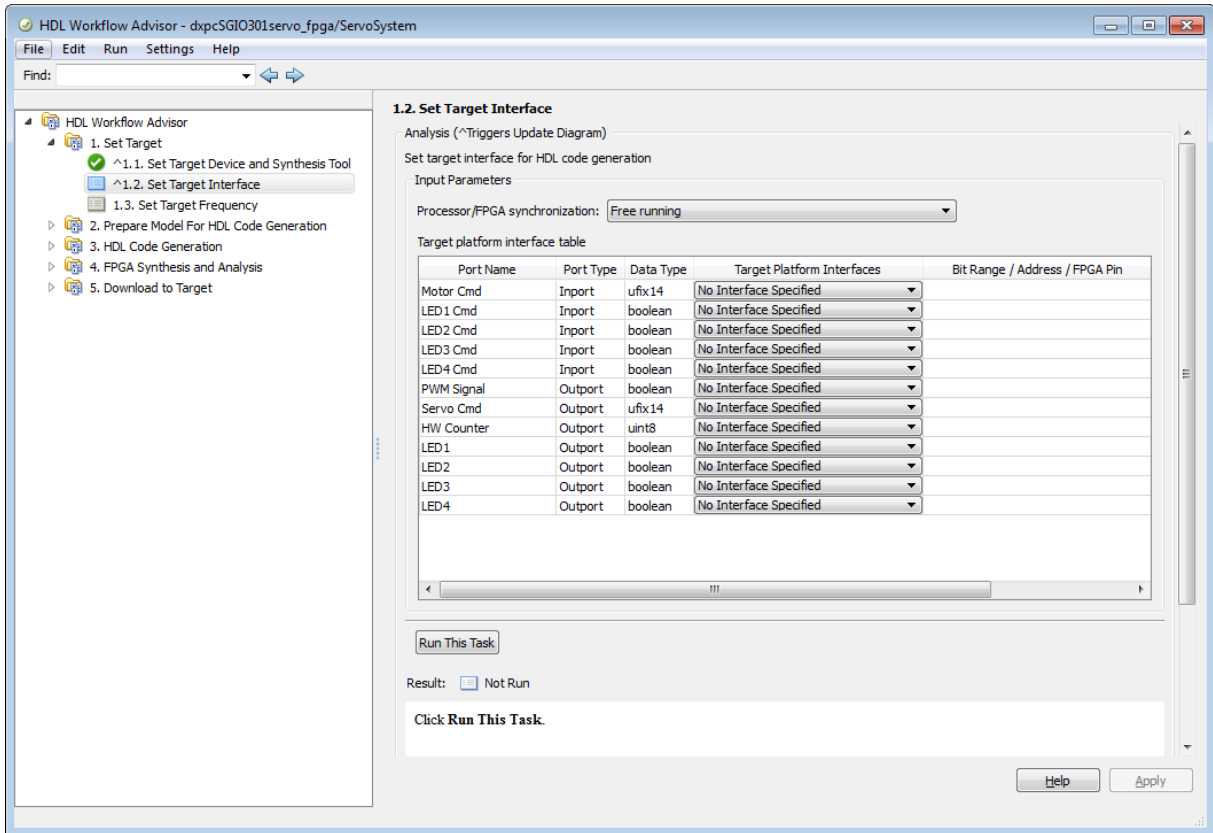 HDL Workflow Advisor - dxpcSGIO301servo_fpga/ServoSystem
File Edit Run Settings Help
Find:
HDL Workflow Advisor
1. Set Target
^1.1. Set Target Device and Synthesis Tool
^1.2. Set Target Interface
1.3. Set Target Frequency
2. Prepare Model For HDL Code Generation
3. HDL Code Generation
4. FPGA Synthesis and Analysis
5. Download to Target
1.2. Set Target Interface
Analysis (^Triggers Update Diagram)
Set target interface for HDL code generation
Input Parameters
Processor/FPGA synchronization: Free running
Target platform interface table
Port Name Port Type Data Type Target Platform Interfaces Bit Range / Address / FPGA Pin
Motor Cmd Inport ufix14 No Interface Specified
LED1 Cmd Inport boolean No Interface Specified
LED2 Cmd Inport boolean No Interface Specified
LED3 Cmd Inport boolean No Interface Specified
LED4 Cmd Inport boolean No Interface Specified
PWM Signal Outport boolean No Interface Specified
Servo Cmd Outport ufix14 No Interface Specified
HW Counter Outport uint8 No Interface Specified
LED1 Outport boolean No Interface Specified
LED2 Outport boolean No Interface Specified
LED3 Outport boolean No Interface Specified
LED4 Outport boolean No Interface Specified
Run This Task
Result: Not Run
Click Run This Task.
Help Apply